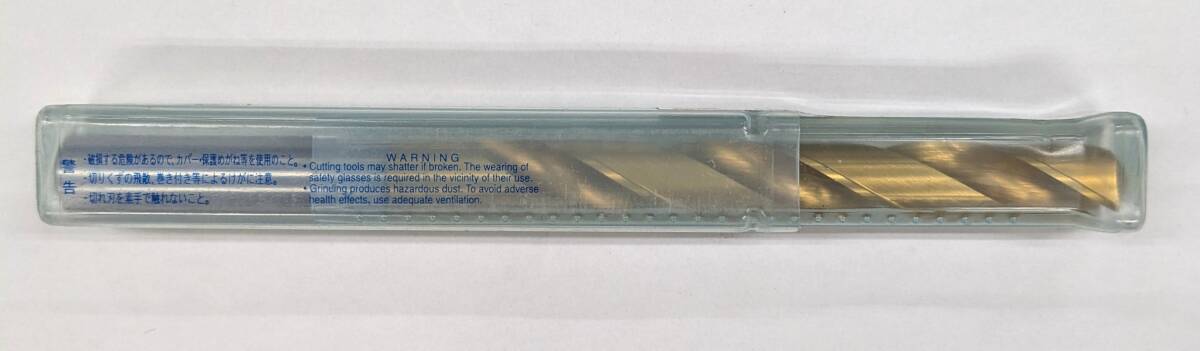 警告
・破損する危険があるので、カバー・保護めがね等を使用のこと。
・切りくずの飛散、巻き付き等によるけがに注意。
・切れ刃を素手で触れないこと。
WARNING
• Cutting tools may shatter if broken. The wearing of
safety glasses is required in the vicinity of their use.
• Grinding produces hazardous dust. To avoid adverse
health effects, use adequate ventilation.